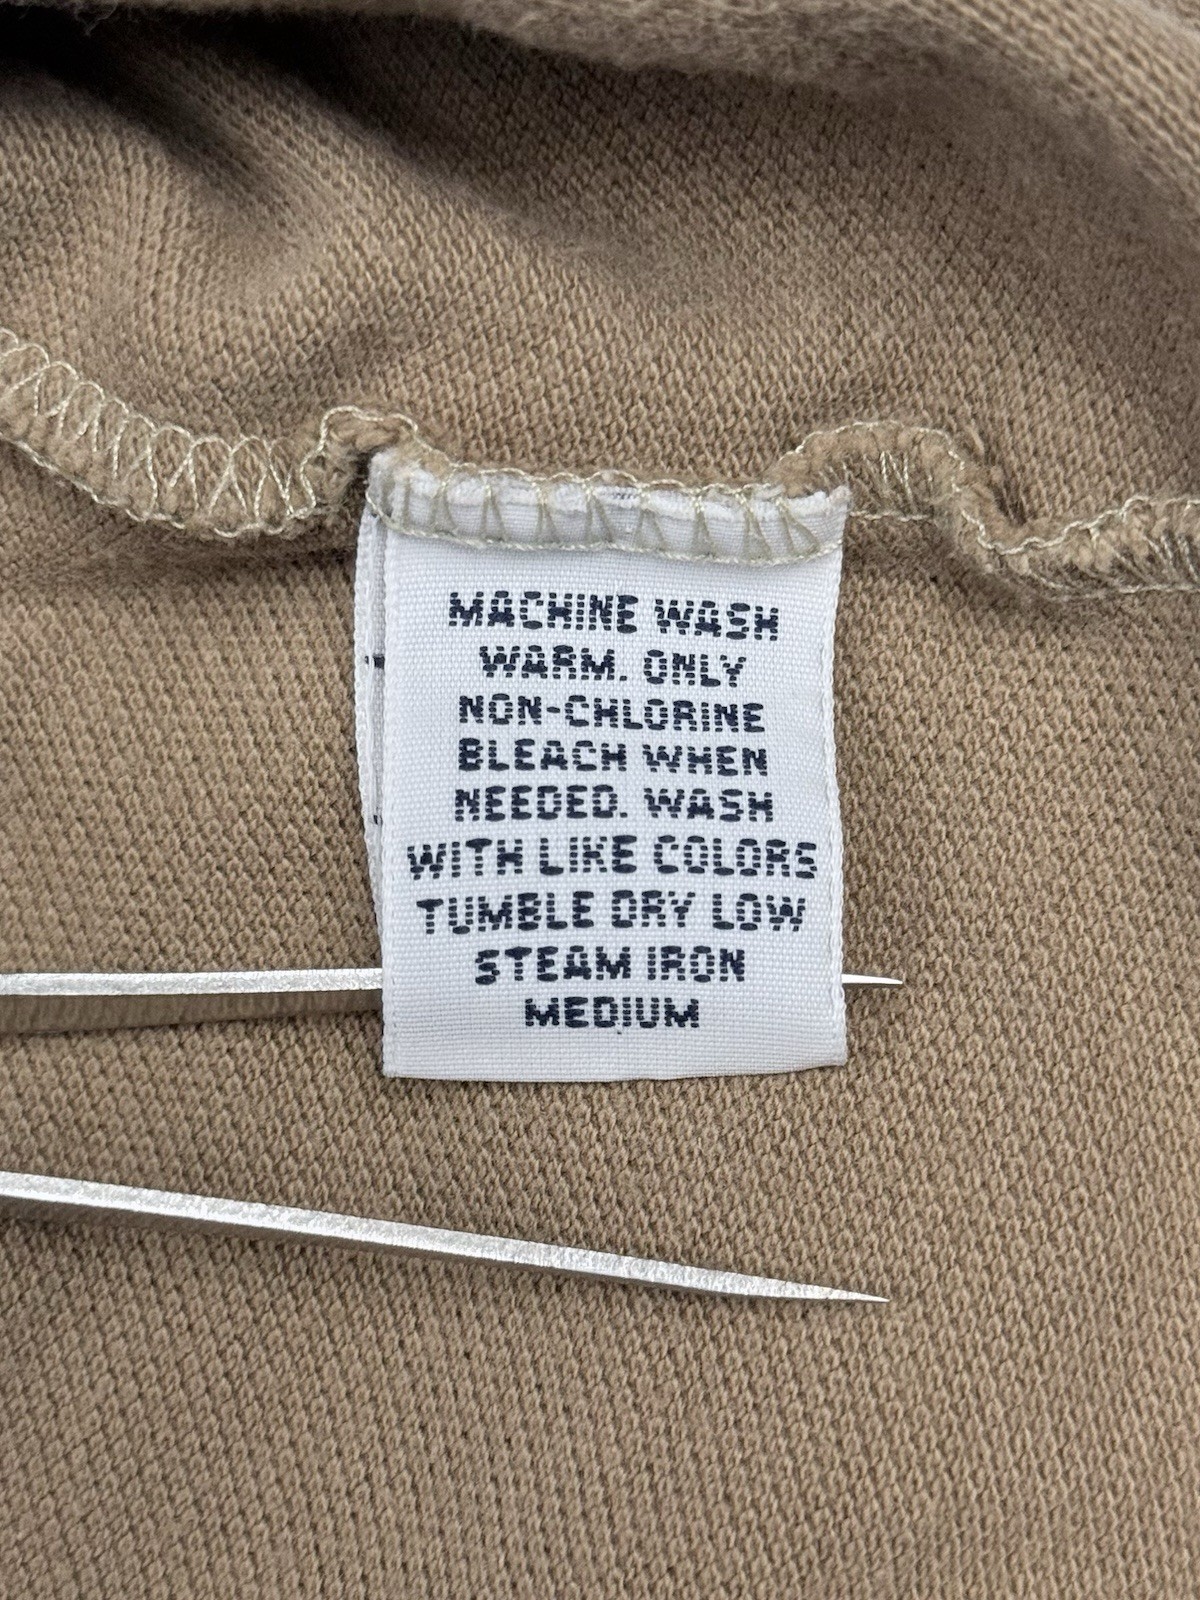 MACHINE WASH
WARM. ONLY
NON-CHLORINE
BLEACH WHEN
NEEDED. WASH
WITH LIKE COLORS
TUMBLE DRY LOW
STEAM IRON
MEDIUM